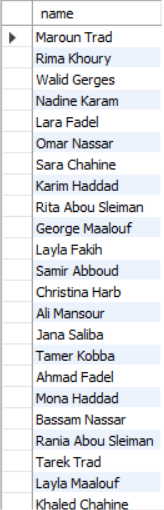 name
Maroun Trad
Rima Khoury
Walid Gerges
Nadine Karam
Lara Fadel
Omar Nassar
Sara Chahine
Karim Haddad
Rita Abou Sleiman
George Maalouf
Layla Fakih
Samir Abboud
Christina Harb
Ali Mansour
Jana Saliba
Tamer Kobba
Ahmad Fadel
Mona Haddad
Bassam Nassar
Rania Abou Sleiman
Tarek Trad
Layla Maalouf
Khaled Chahine